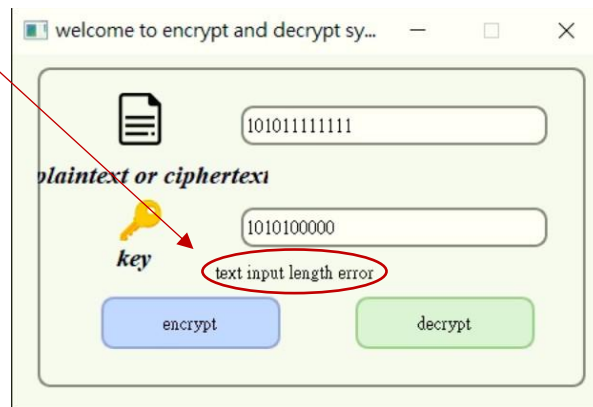 welcome to encrypt and decrypt sy...
101011111111
plaintext or ciphertext
1010100000
key
text input length error
encrypt
decrypt